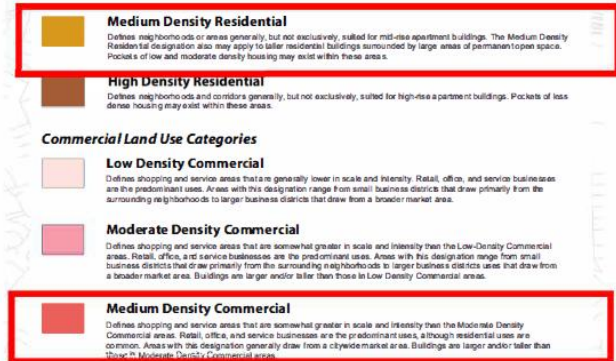 Medium Density Residential
Defines neighborhoods or areas generally, but not exclusively, suited for mid-rise apartment buildings. The Medium Density
Residential designation also may apply to taller residential buildings surrounded by large areas of permanent open space.
Pockets of low and moderate density housing may exist within these areas.
High Density Residential
Defines neighborhoods and corridors generally, but not exclusively, suited for high-rise apartment buildings. Pockets of less
dense housing may exist within these areas.
Commercial Land Use Categories
Low Density Commercial
Defines shopping and service areas that are generally lower in scale and intensity. Retail, office, and service businesses
are the predominant uses. Areas with this designation range from small business districts that draw primarily from the
surrounding neighborhoods to larger business districts that draw from a broader market area.
Moderate Density Commercial
Defines shopping and service areas that are somewhat greater in scale and intensity than the Low-Density Commercial
areas. Retail, office, and service businesses are the predominant uses. Areas with this designation range from small
business districts that draw primarily from the surrounding neighborhoods to larger business districts uses that draw from
a broader market area. Buildings are larger and/or taller than those in Low Density Commercial areas.
Medium Density Commercial
Defines shopping and service areas that are somewhat greater in scale and intensity than the Moderate Density
Commercial areas. Retail, office, and service businesses are the predominant uses, although residential uses are
common. Areas with this designation generally draw from a citywide market area. Buildings are larger and/or taller than
those in Moderate Density Commercial areas.